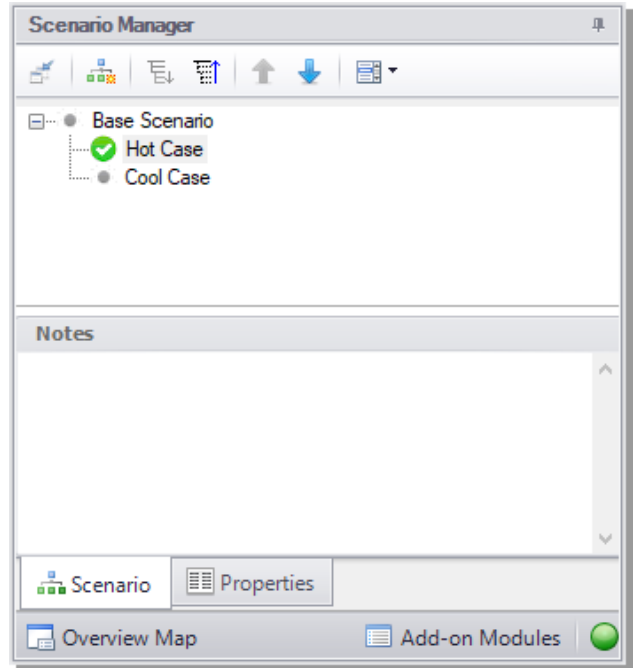 Scenario Manager
Base Scenario
Hot Case
Cool Case
Notes
Scenario Properties
Overview Map Add-on Modules